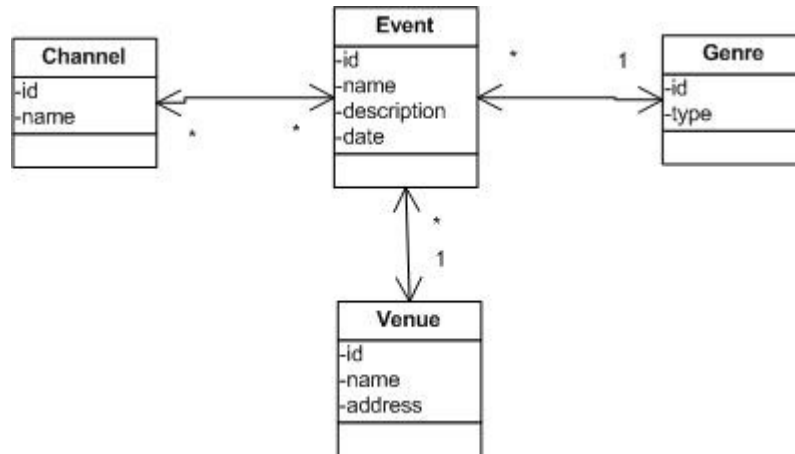 Channel
-id
-name
*
*
Event
-id
-name
-description
-date
*
1
Genre
-id
-type
*
1
Venue
-id
-name
-address